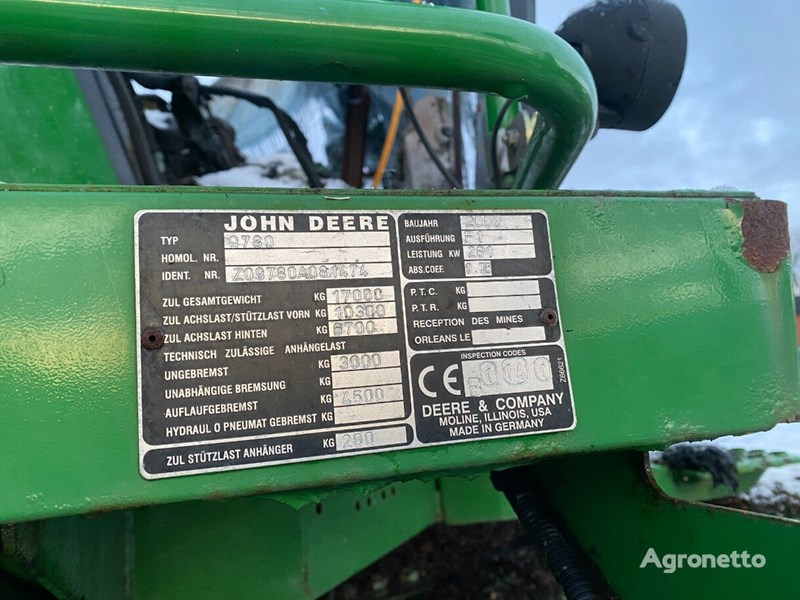 JOHN DEERE
TYP 9780
HOMOL. NR.
IDENT. NR.
ZUL GESAMTGEWICHT KG 17000
ZUL ACHSLAST/STÜTZLAST VORN KG 10300
ZUL ACHSLAST HINTEN KG 6700
TECHNISCH ZULÄSSIGE ANHÄNGELAST
UNGEBREMST KG 3000
UNABHÄNGIGE BREMSUNG KG
AUFLAUFGEBREMST KG 4500
HYDRAUL O PNEUMAT GEBREMST KG
ZUL STÜTZLAST ANHÄNGER KG 280
BAUJAHR
AUSFÜHRUNG
LEISTUNG KW
ABS.COEF.
P.T.C. KG
P.T.R. KG
RECEPTION DES MINES
ORLEANS LE
INSPECTION CODES
CE
DEERE & COMPANY
MOLINE, ILLINOIS, USA
MADE IN GERMANY
Z66621
Agronetto